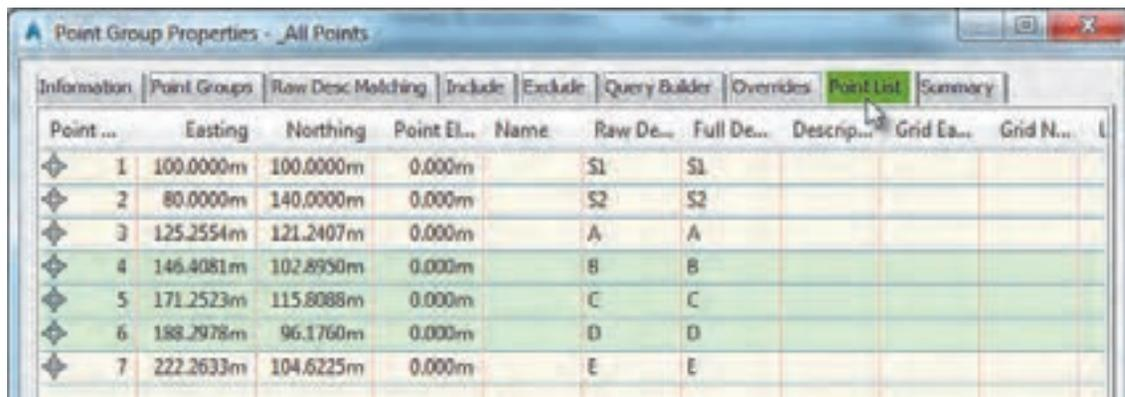 Point Group Properties - _All Points
Information Point Groups Raw Desc Matching Include Exclude Query Builder Overrides Point List Summary
Point ... Easting Northing Point El... Name Raw De... Full De... Descrip... Grid Ea... Grid N... L
1 100.0000m 100.0000m 0.000m S1 S1
2 80.0000m 140.0000m 0.000m S2 S2
3 125.2554m 121.2407m 0.000m A A
4 146.4081m 102.8950m 0.000m B B
5 171.2523m 115.8088m 0.000m C C
6 188.2978m 96.1760m 0.000m D D
7 222.2633m 104.6225m 0.000m E E